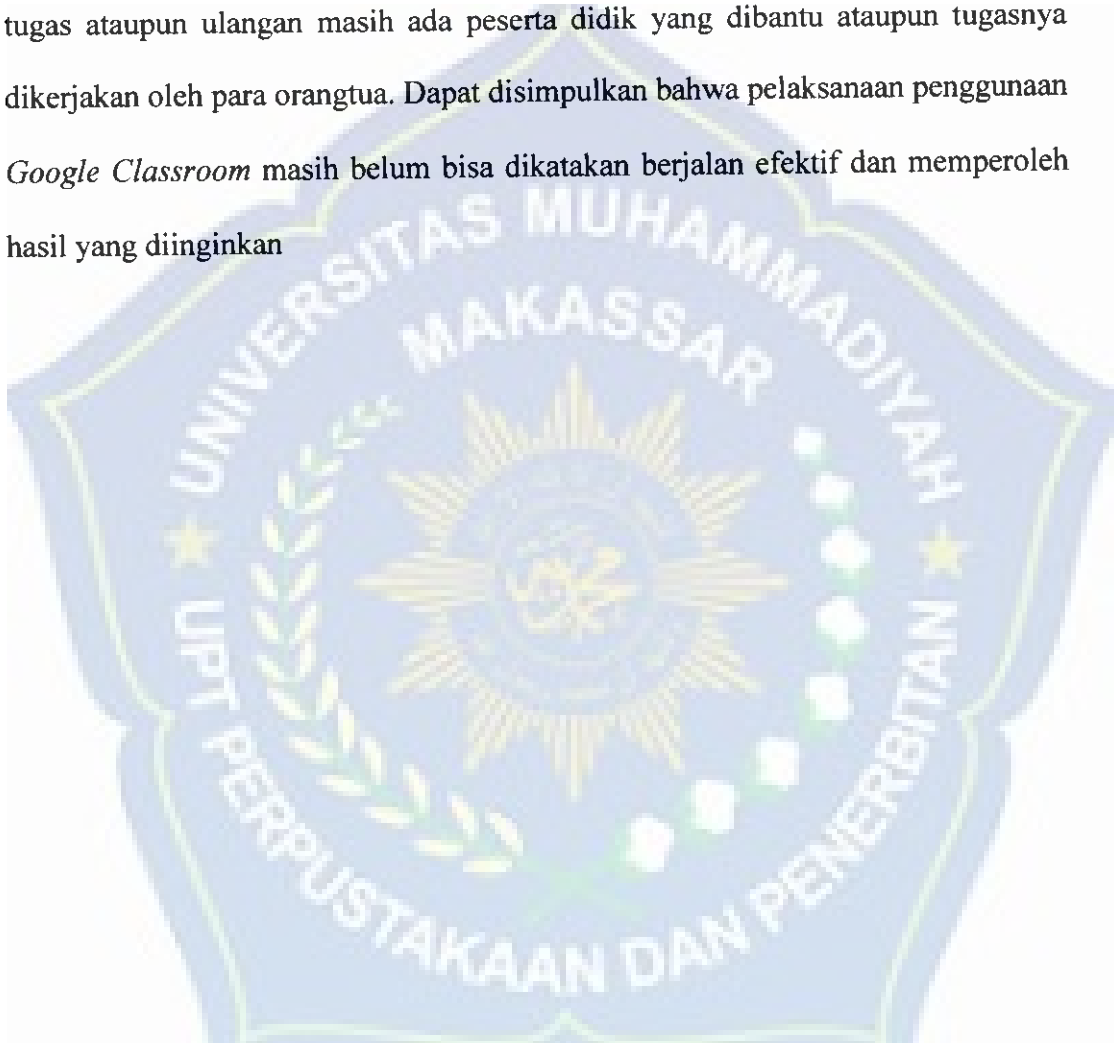 tugas ataupun ulangan masih ada peserta didik yang dibantu ataupun tugasnya
dikerjakan oleh para orangtua. Dapat disimpulkan bahwa pelaksanaan penggunaan
Google Classroom masih belum bisa dikatakan berjalan efektif dan memperoleh
hasil yang diinginkan
UNIVERSITAS MUHAMMADIYAH
MAKASSAR
UPT PERPUSTAKAAN DAN PENERBITAN